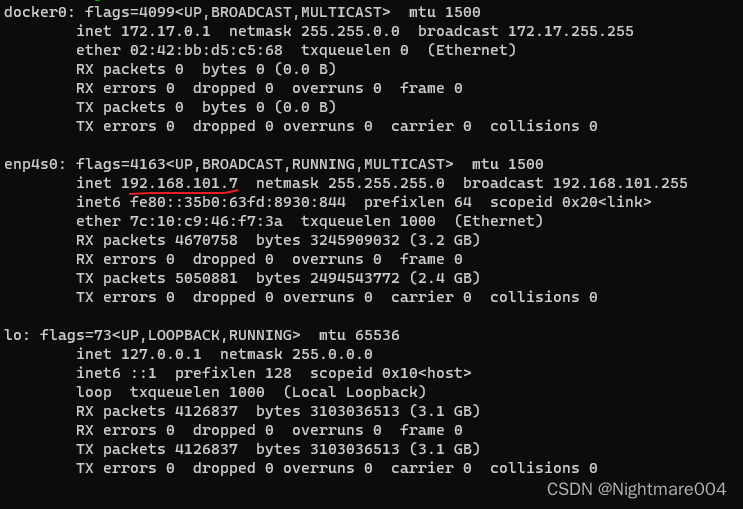 docker0: flags=4099<UP,BROADCAST,MULTICAST>  mtu 1500
        inet 172.17.0.1  netmask 255.255.0.0  broadcast 172.17.255.255
        ether 02:42:bb:d5:c5:68  txqueuelen 0  (Ethernet)
        RX packets 0  bytes 0 (0.0 B)
        RX errors 0  dropped 0  overruns 0  frame 0
        TX packets 0  bytes 0 (0.0 B)
        TX errors 0  dropped 0 overruns 0  carrier 0  collisions 0

enp4s0: flags=4163<UP,BROADCAST,RUNNING,MULTICAST>  mtu 1500
        inet 192.168.101.7  netmask 255.255.255.0  broadcast 192.168.101.255
        inet6 fe80::35b0:63fd:8930:844  prefixlen 64  scopeid 0x20<link>
        ether 7c:10:c9:46:f7:3a  txqueuelen 1000  (Ethernet)
        RX packets 4670758  bytes 3245909032 (3.2 GB)
        RX errors 0  dropped 0  overruns 0  frame 0
        TX packets 5050881  bytes 2494543772 (2.4 GB)
        TX errors 0  dropped 0 overruns 0  carrier 0  collisions 0

lo: flags=73<UP,LOOPBACK,RUNNING>  mtu 65536
        inet 127.0.0.1  netmask 255.0.0.0
        inet6 ::1  prefixlen 128  scopeid 0x10<host>
        loop  txqueuelen 1000  (Local Loopback)
        RX packets 4126837  bytes 3103036513 (3.1 GB)
        RX errors 0  dropped 0  overruns 0  frame 0
        TX packets 4126837  bytes 3103036513 (3.1 GB)
        TX errors 0  dropped 0 overruns 0  carrier 0  collisions 0
CSDN @Nightmare004